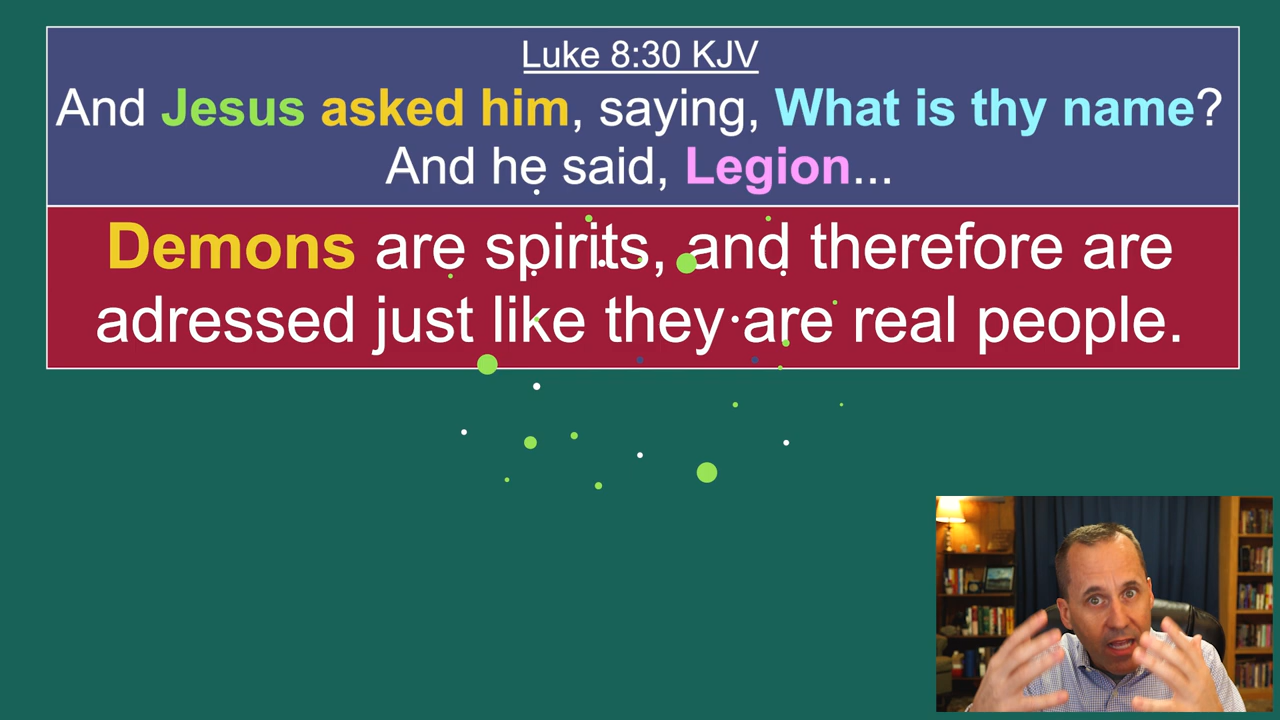 Luke 8:30 KJV
And Jesus asked him, saying, What is thy name?
And he said, Legion...
Demons are spirits, and therefore are
adressed just like they are real people.